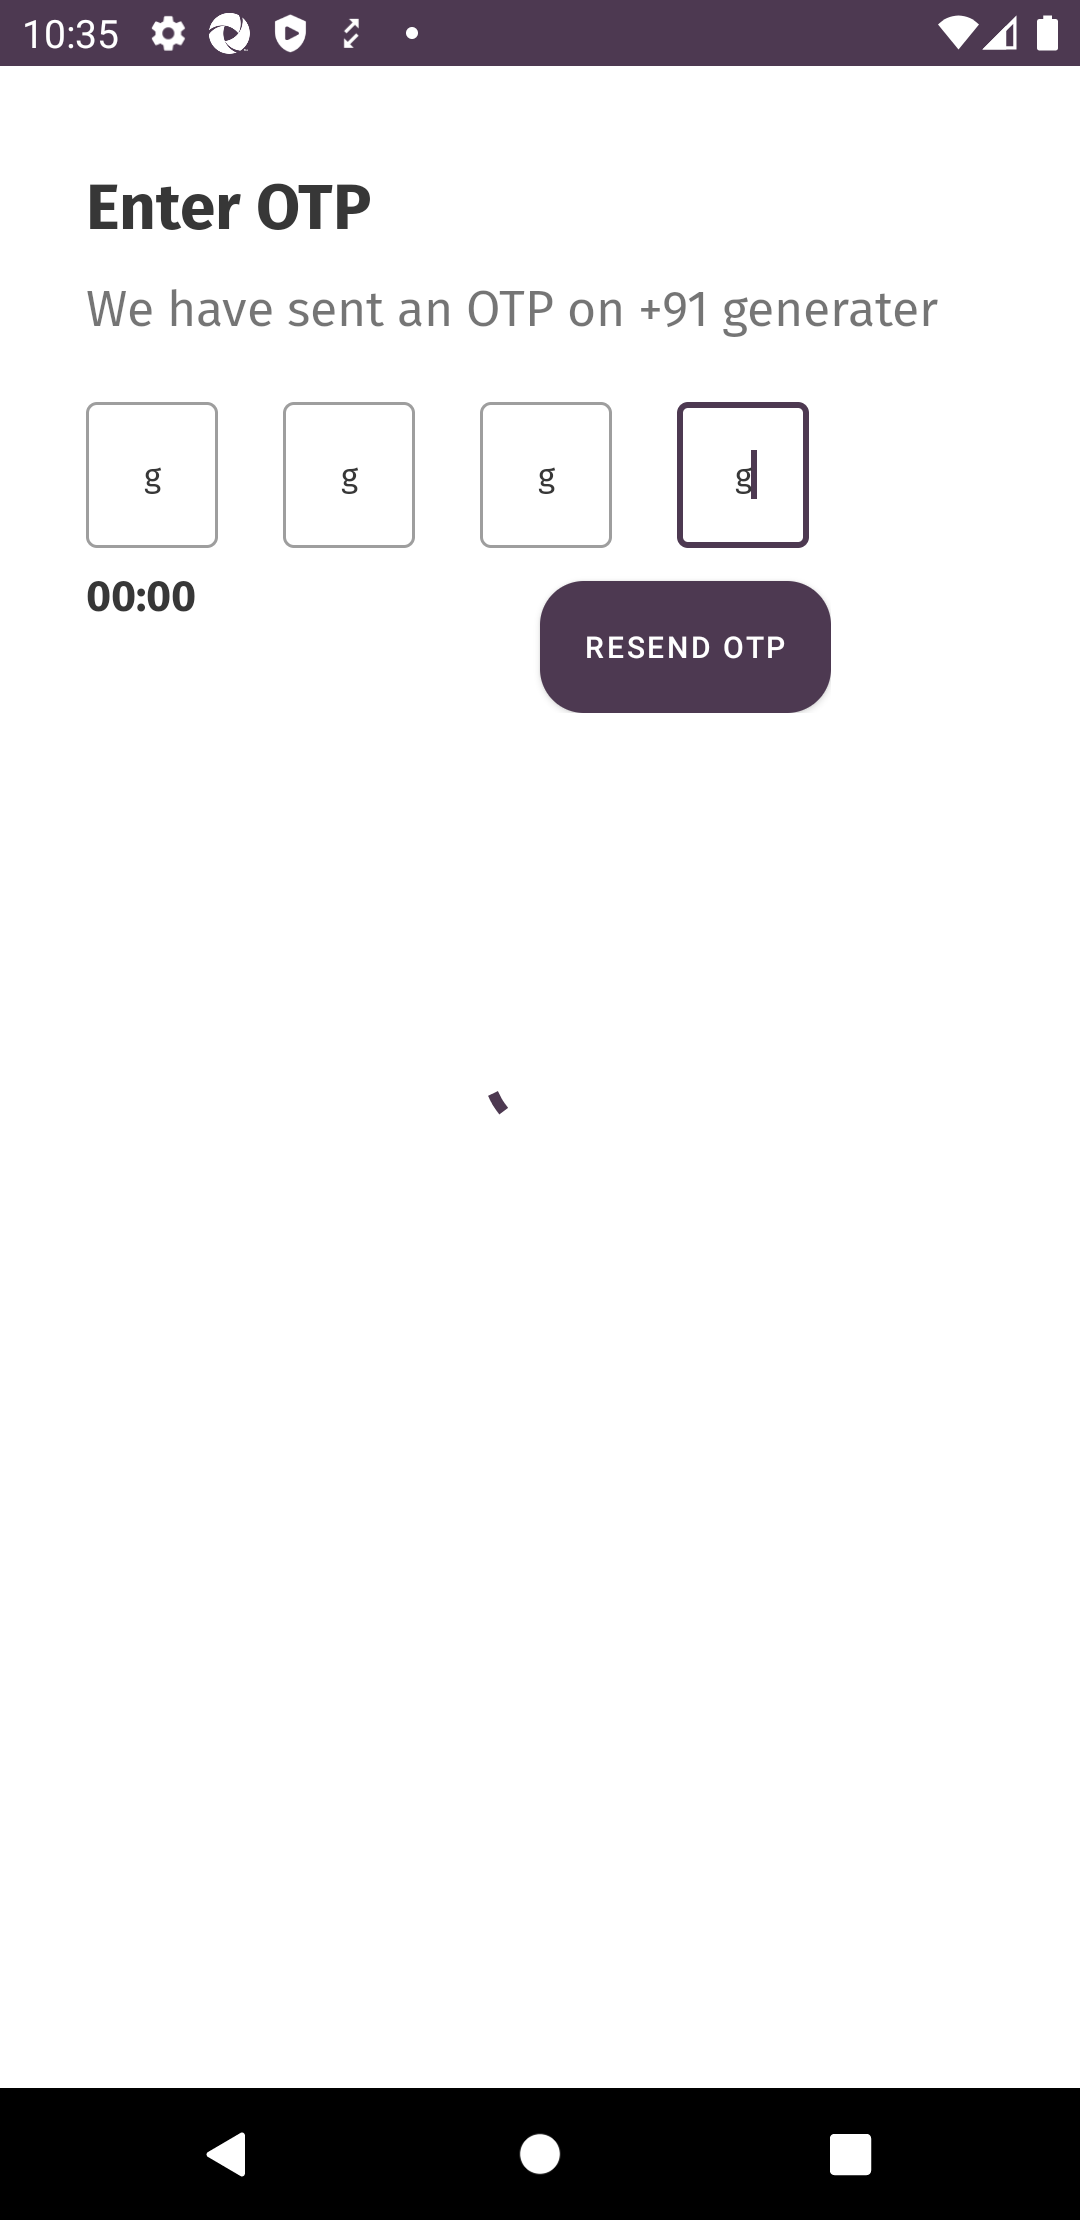 10:35
Enter OTP
We have sent an OTP on +91 generater
g g g g
00:00
RESEND OTP